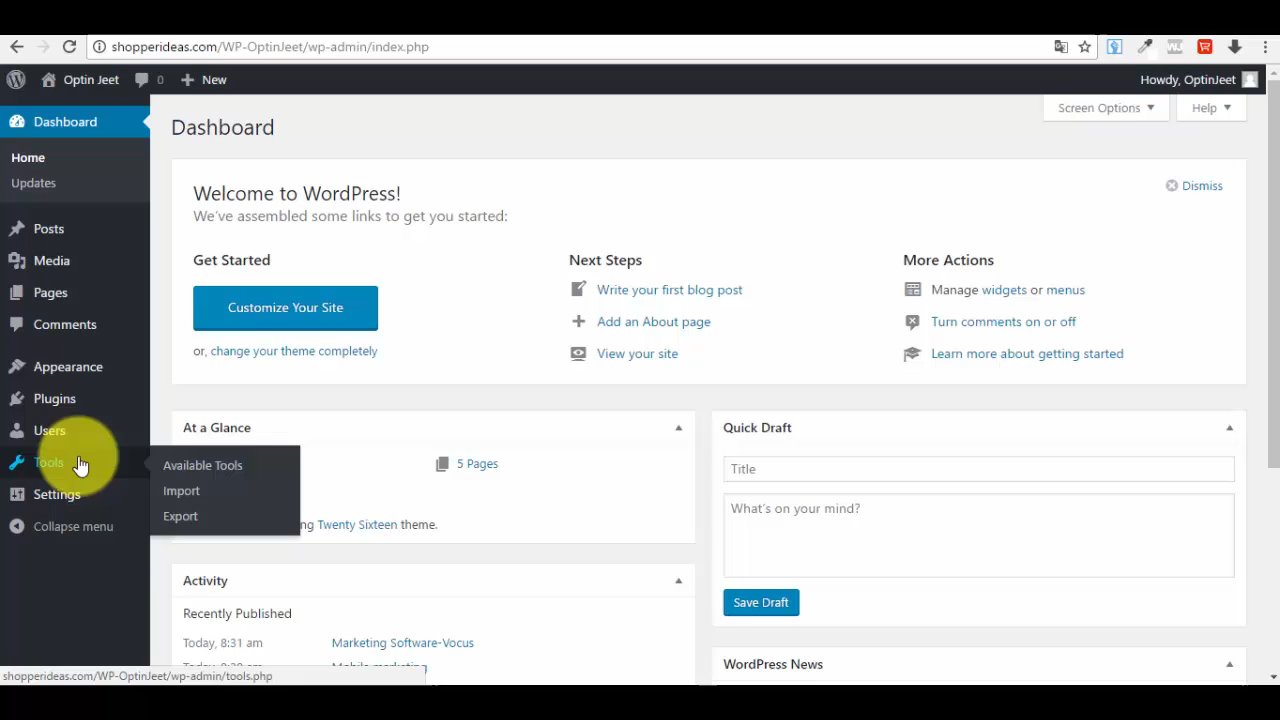 shopperideas.com/WP-OptinJeet/wp-admin/index.php
Optin Jeet 0 New Howdy, OptinJeet
Dashboard
Home
Updates
Posts
Media
Pages
Comments
Appearance
Plugins
Users
Tools
Settings
Collapse menu
Available Tools
Import
Export
Screen Options Help
Dashboard
Welcome to WordPress!
Dismiss
We've assembled some links to get you started:
Get Started
Customize Your Site
or, change your theme completely
Next Steps
Write your first blog post
Add an About page
View your site
More Actions
Manage widgets or menus
Turn comments on or off
Learn more about getting started
At a Glance
5 Pages
ng Twenty Sixteen theme.
Activity
Recently Published
Today, 8:31 am Marketing Software-Vocus
Today, 8:30 am Mobile marketing
Quick Draft
Title
What's on your mind?
Save Draft
WordPress News
shopperideas.com/WP-OptinJeet/wp-admin/tools.php